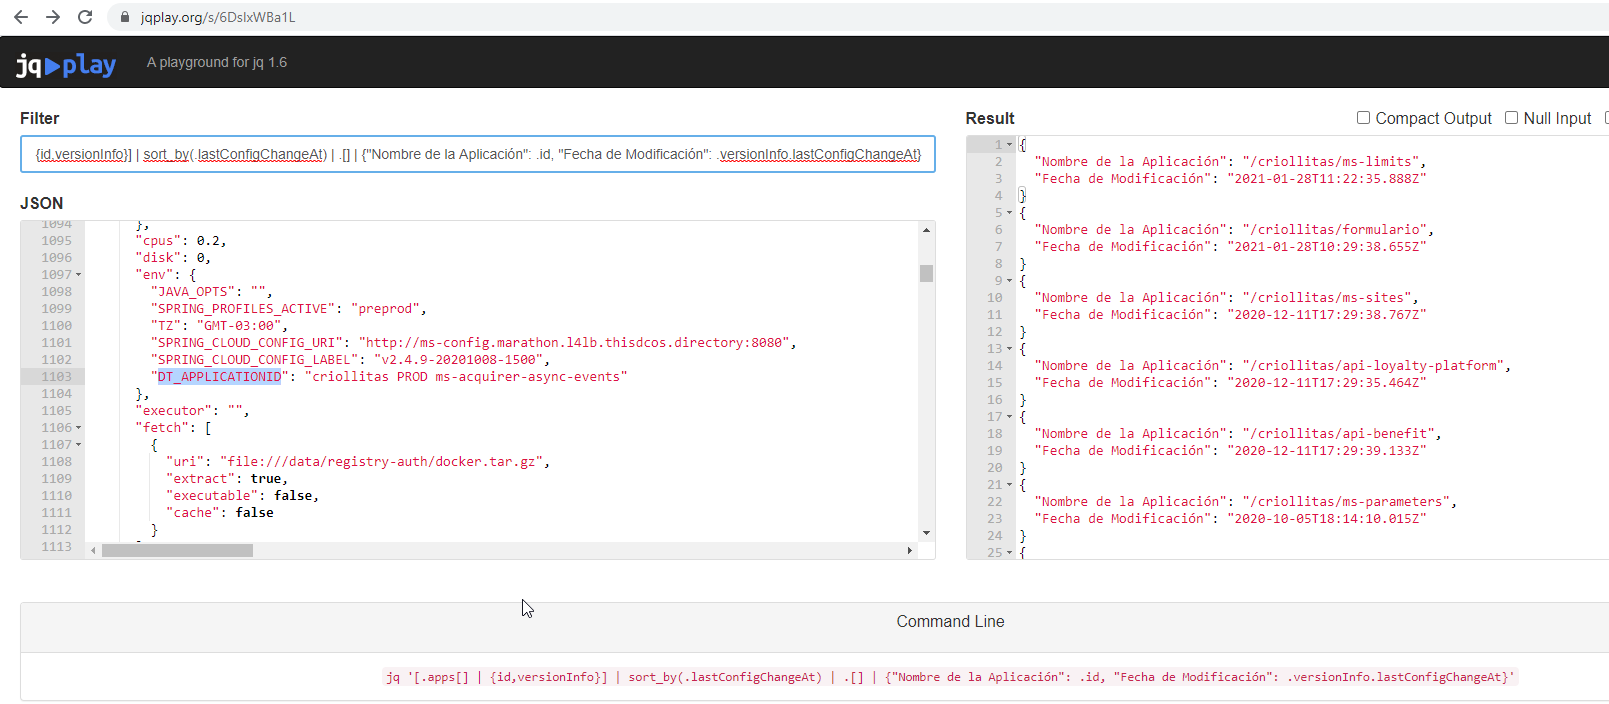 jqplay.org/s/6DsIxWBa1L
jq play A playground for jq 1.6
Filter
{id,versionInfo}] | sort_by(.lastConfigChangeAt) | .[] | {"Nombre de la Aplicación": .id, "Fecha de Modificación": .versionInfo.lastConfigChangeAt}
JSON
1094 },
1095 "cpus": 0.2,
1096 "disk": 0,
1097 "env": {
1098 "JAVA_OPTS": "",
1099 "SPRING_PROFILES_ACTIVE": "preprod",
1100 "TZ": "GMT-03:00",
1101 "SPRING_CLOUD_CONFIG_URI": "http://ms-config.marathon.l4lb.thisdcos.directory:8080",
1102 "SPRING_CLOUD_CONFIG_LABEL": "v2.4.9-20201008-1500",
1103 "DT_APPLICATIONID": "criollitas PROD ms-acquirer-async-events"
1104 },
1105 "executor": "",
1106 "fetch": [
1107 {
1108 "uri": "file:///data/registry-auth/docker.tar.gz",
1109 "extract": true,
1110 "executable": false,
1111 "cache": false
1112 }
1113
Result
Compact Output Null Input
1 {
2 "Nombre de la Aplicación": "/criollitas/ms-limits",
3 "Fecha de Modificación": "2021-01-28T11:22:35.888Z"
4 }
5 {
6 "Nombre de la Aplicación": "/criollitas/formulario",
7 "Fecha de Modificación": "2021-01-28T10:29:38.655Z"
8 }
9 {
10 "Nombre de la Aplicación": "/criollitas/ms-sites",
11 "Fecha de Modificación": "2020-12-11T17:29:38.767Z"
12 }
13 {
14 "Nombre de la Aplicación": "/criollitas/api-loyalty-platform",
15 "Fecha de Modificación": "2020-12-11T17:29:35.464Z"
16 }
17 {
18 "Nombre de la Aplicación": "/criollitas/api-benefit",
19 "Fecha de Modificación": "2020-12-11T17:29:39.133Z"
20 }
21 {
22 "Nombre de la Aplicación": "/criollitas/ms-parameters",
23 "Fecha de Modificación": "2020-10-05T18:14:10.015Z"
24 }
25 {
Command Line
jq '[.apps[] | {id,versionInfo}] | sort_by(.lastConfigChangeAt) | .[] | {"Nombre de la Aplicación": .id, "Fecha de Modificación": .versionInfo.lastConfigChangeAt}'